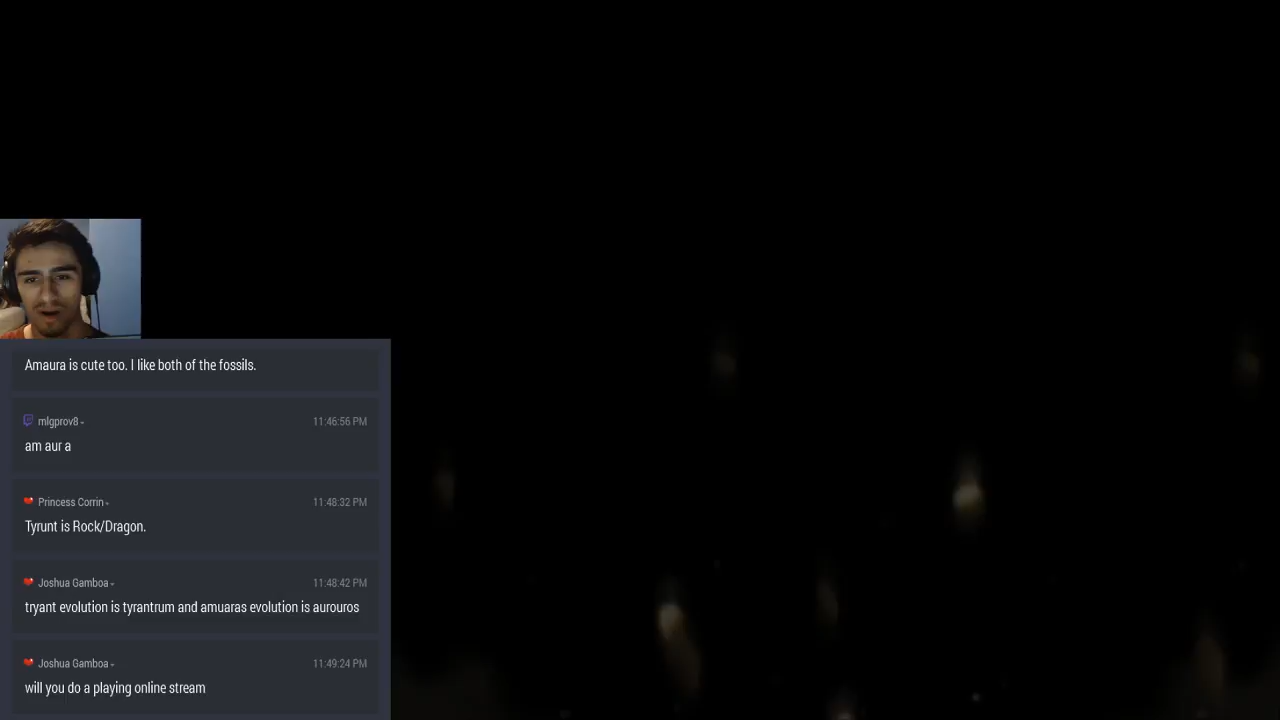 Amaura is cute too. I like both of the fossils.
mlgprov8
11:46:56 PM
am aur a
Princess Corrin
11:48:32 PM
Tyrunt is Rock/Dragon.
Joshua Gamboa
11:48:42 PM
tryant evolution is tyrantrum and amuaras evolution is aurouros
Joshua Gamboa
11:49:24 PM
will you do a playing online stream